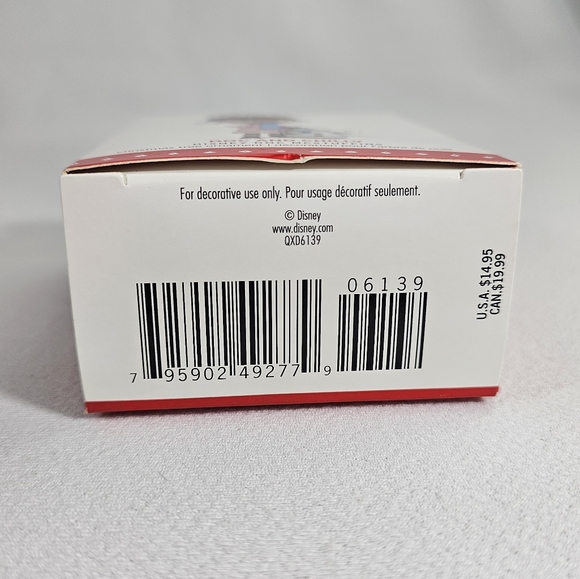 For decorative use only. Pour usage décoratif seulement.
© Disney
www.disney.com
QXD6139
06139
7 95902 49277 9
U.S.A. $14.95
CAN.$19.99